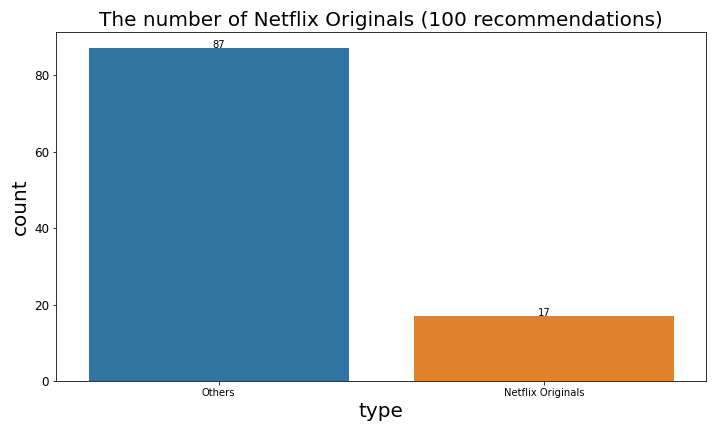 The number of Netflix Originals (100 recommendations)
87
80
60
count
40
20
17
0
Others
Netflix Originals
type